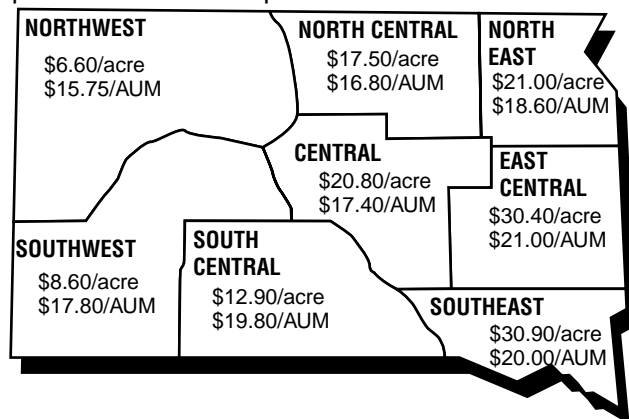 NORTHWEST
$6.60/acre
$15.75/AUM
NORTH CENTRAL
$17.50/acre
$16.80/AUM
NORTH
EAST
$21.00/acre
$18.60/AUM
CENTRAL
$20.80/acre
$17.40/AUM
EAST
CENTRAL
$30.40/acre
$21.00/AUM
SOUTHWEST
$8.60/acre
$17.80/AUM
SOUTH
CENTRAL
$12.90/acre
$19.80/AUM
SOUTHEAST
$30.90/acre
$20.00/AUM